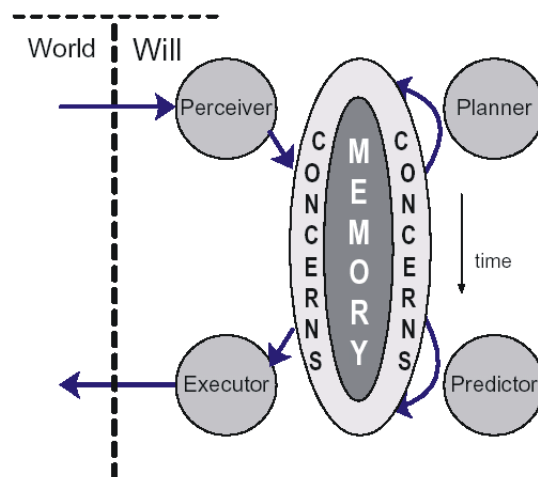 World
Will
Perceiver
Planner
CONCERNS
MEMORY
CONCERNS
time
Executor
Predictor